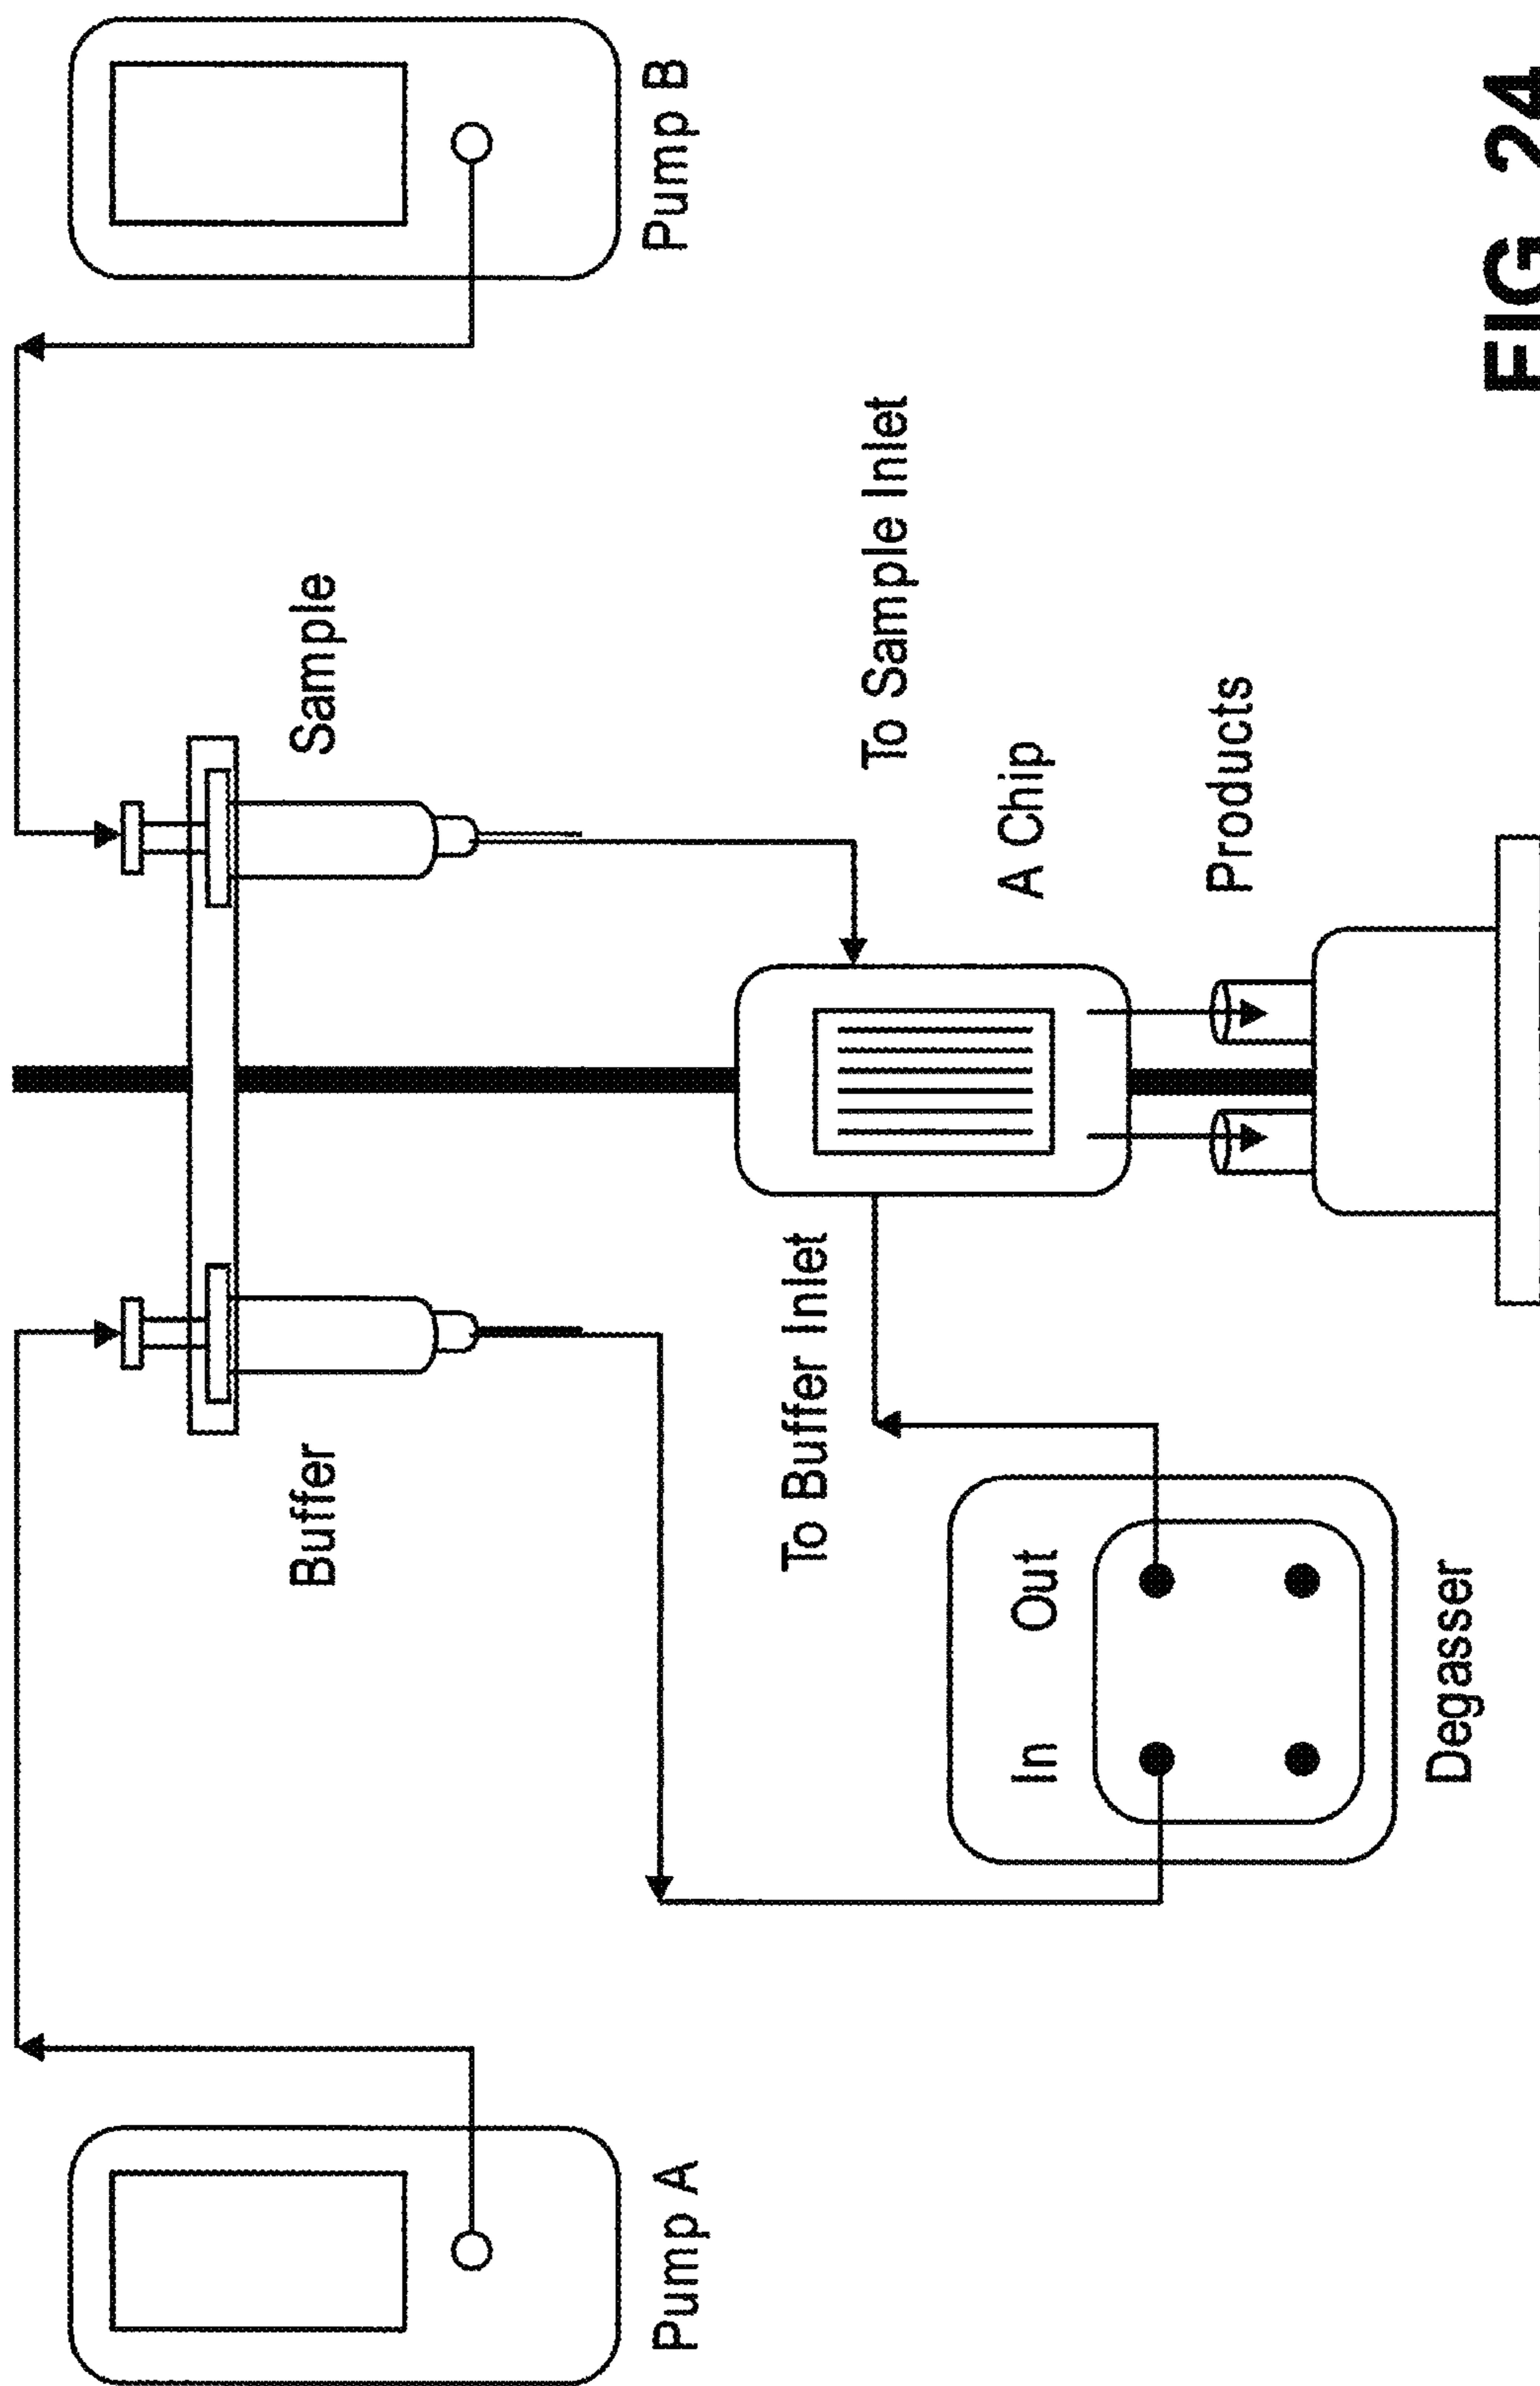 Pump A
Buffer
Sample
Pump B
To Buffer Inlet
To Sample Inlet
In
Out
A Chip
Degasser
Products
FIG. 24